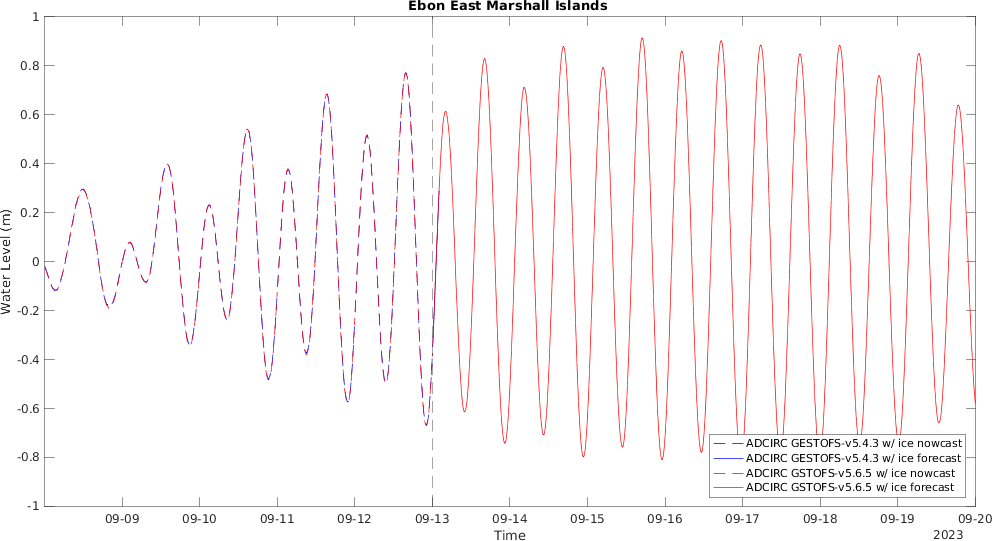 Ebon East Marshall Islands
Water Level (m)
1
0.8
0.6
0.4
0.2
0
-0.2
-0.4
-0.6
-0.8
-1
ADCIRC GESTOFS-v5.4.3 w/ ice nowcast
ADCIRC GESTOFS-v5.4.3 w/ ice forecast
ADCIRC GSTOFS-v5.6.5 w/ ice nowcast
ADCIRC GSTOFS-v5.6.5 w/ ice forecast
09-09 09-10 09-11 09-12 09-13 09-14 09-15 09-16 09-17 09-18 09-19 09-20
Time
2023